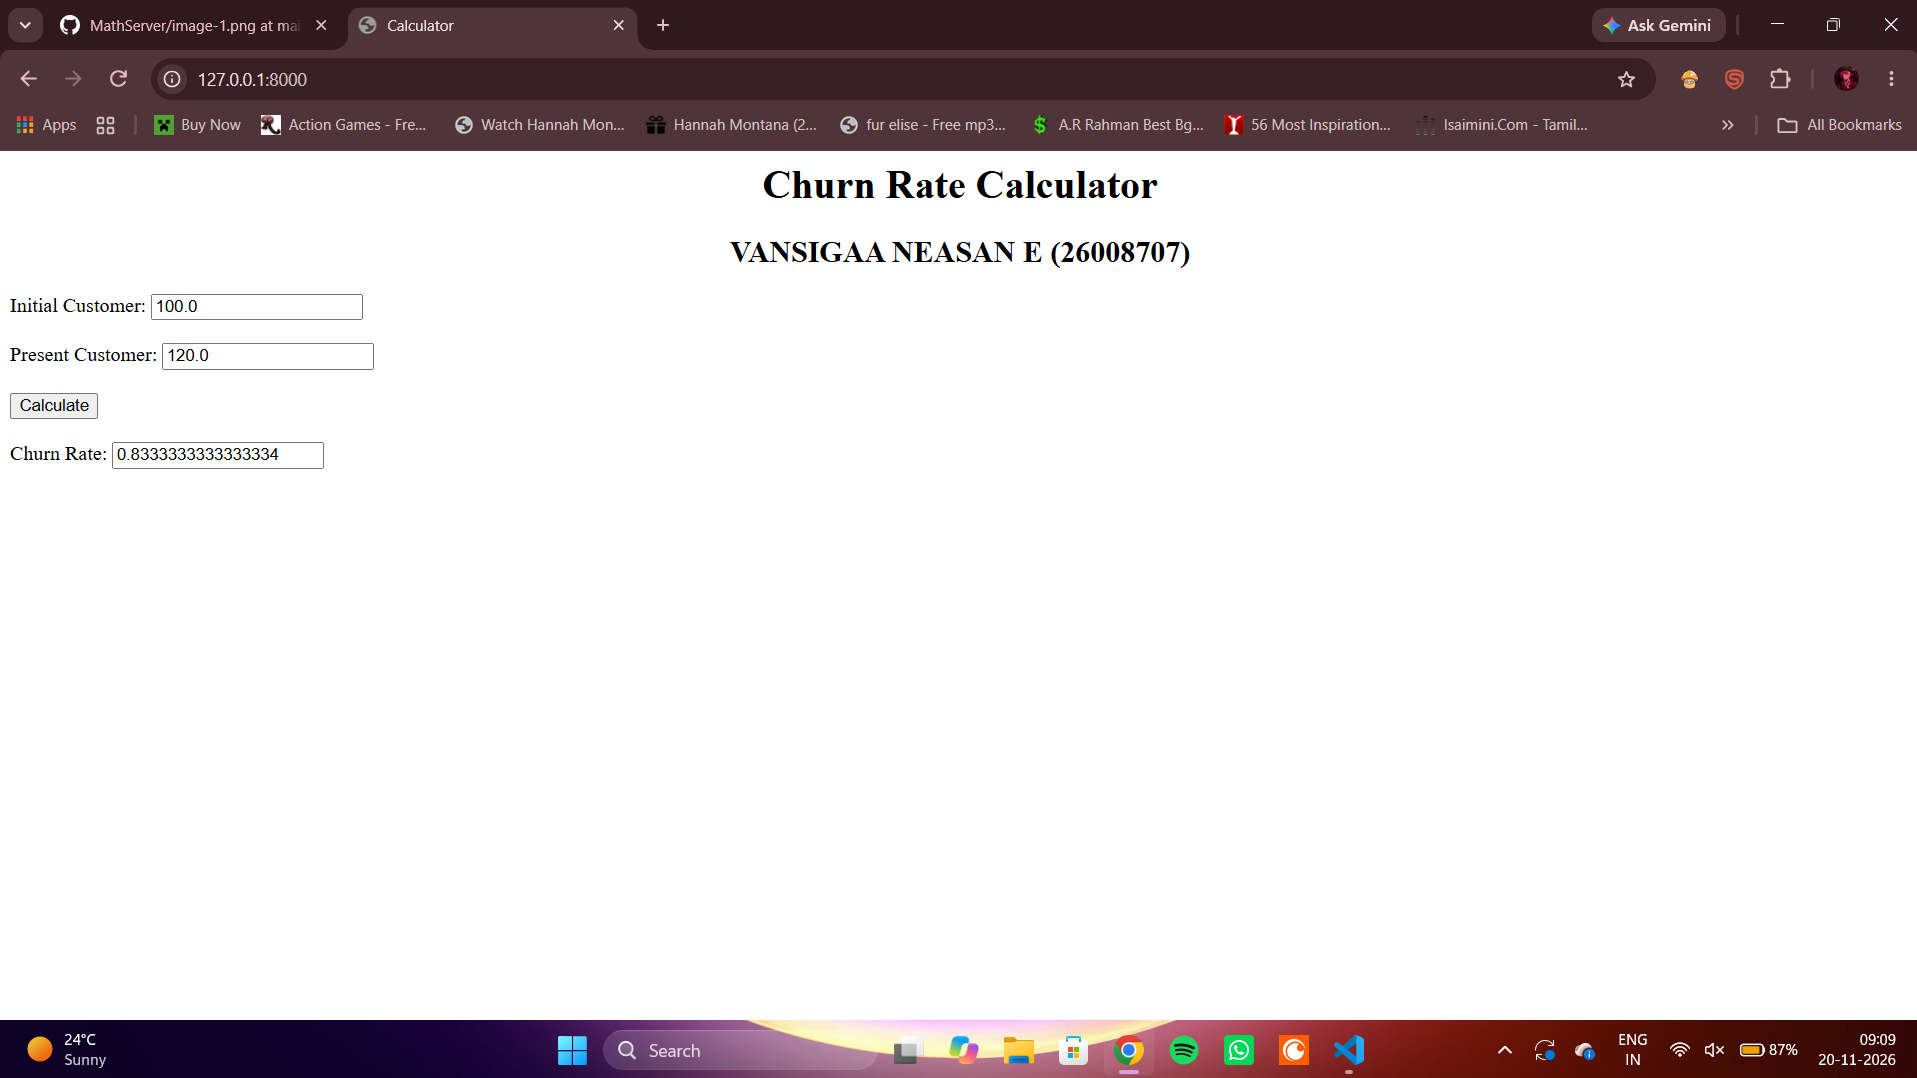 MathServer/image-1.png at mai
Calculator
Ask Gemini
127.0.0.1:8000
Apps
Buy Now
Action Games - Fre...
Watch Hannah Mon...
Hannah Montana (2...
fur elise - Free mp3...
A.R Rahman Best Bg...
56 Most Inspiration...
Isaimini.Com - Tamil...
All Bookmarks
Churn Rate Calculator
VANSIGAA NEASAN E (26008707)
Initial Customer: 100.0
Present Customer: 120.0
Calculate
Churn Rate: 0.8333333333333334
24°C
Sunny
Search
ENG
IN
87%
09:09
20-11-2026